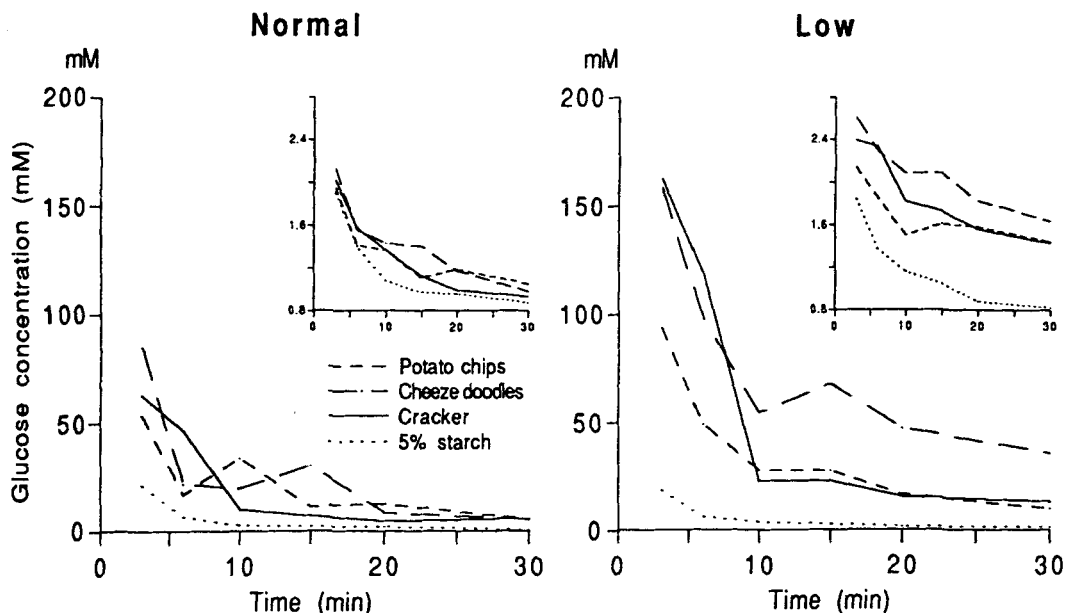 Normal
mM
200
150
100
50
0
0 10 20 30
Time (min)
Glucose concentration (mM)
2.4
1.6
0.8
0 10 20 30
Potato chips
Cheeze doodles
Cracker
5% starch
Low
mM
200
150
100
50
0
0 10 20 30
Time (min)
2.4
1.6
0.8
0 10 20 30